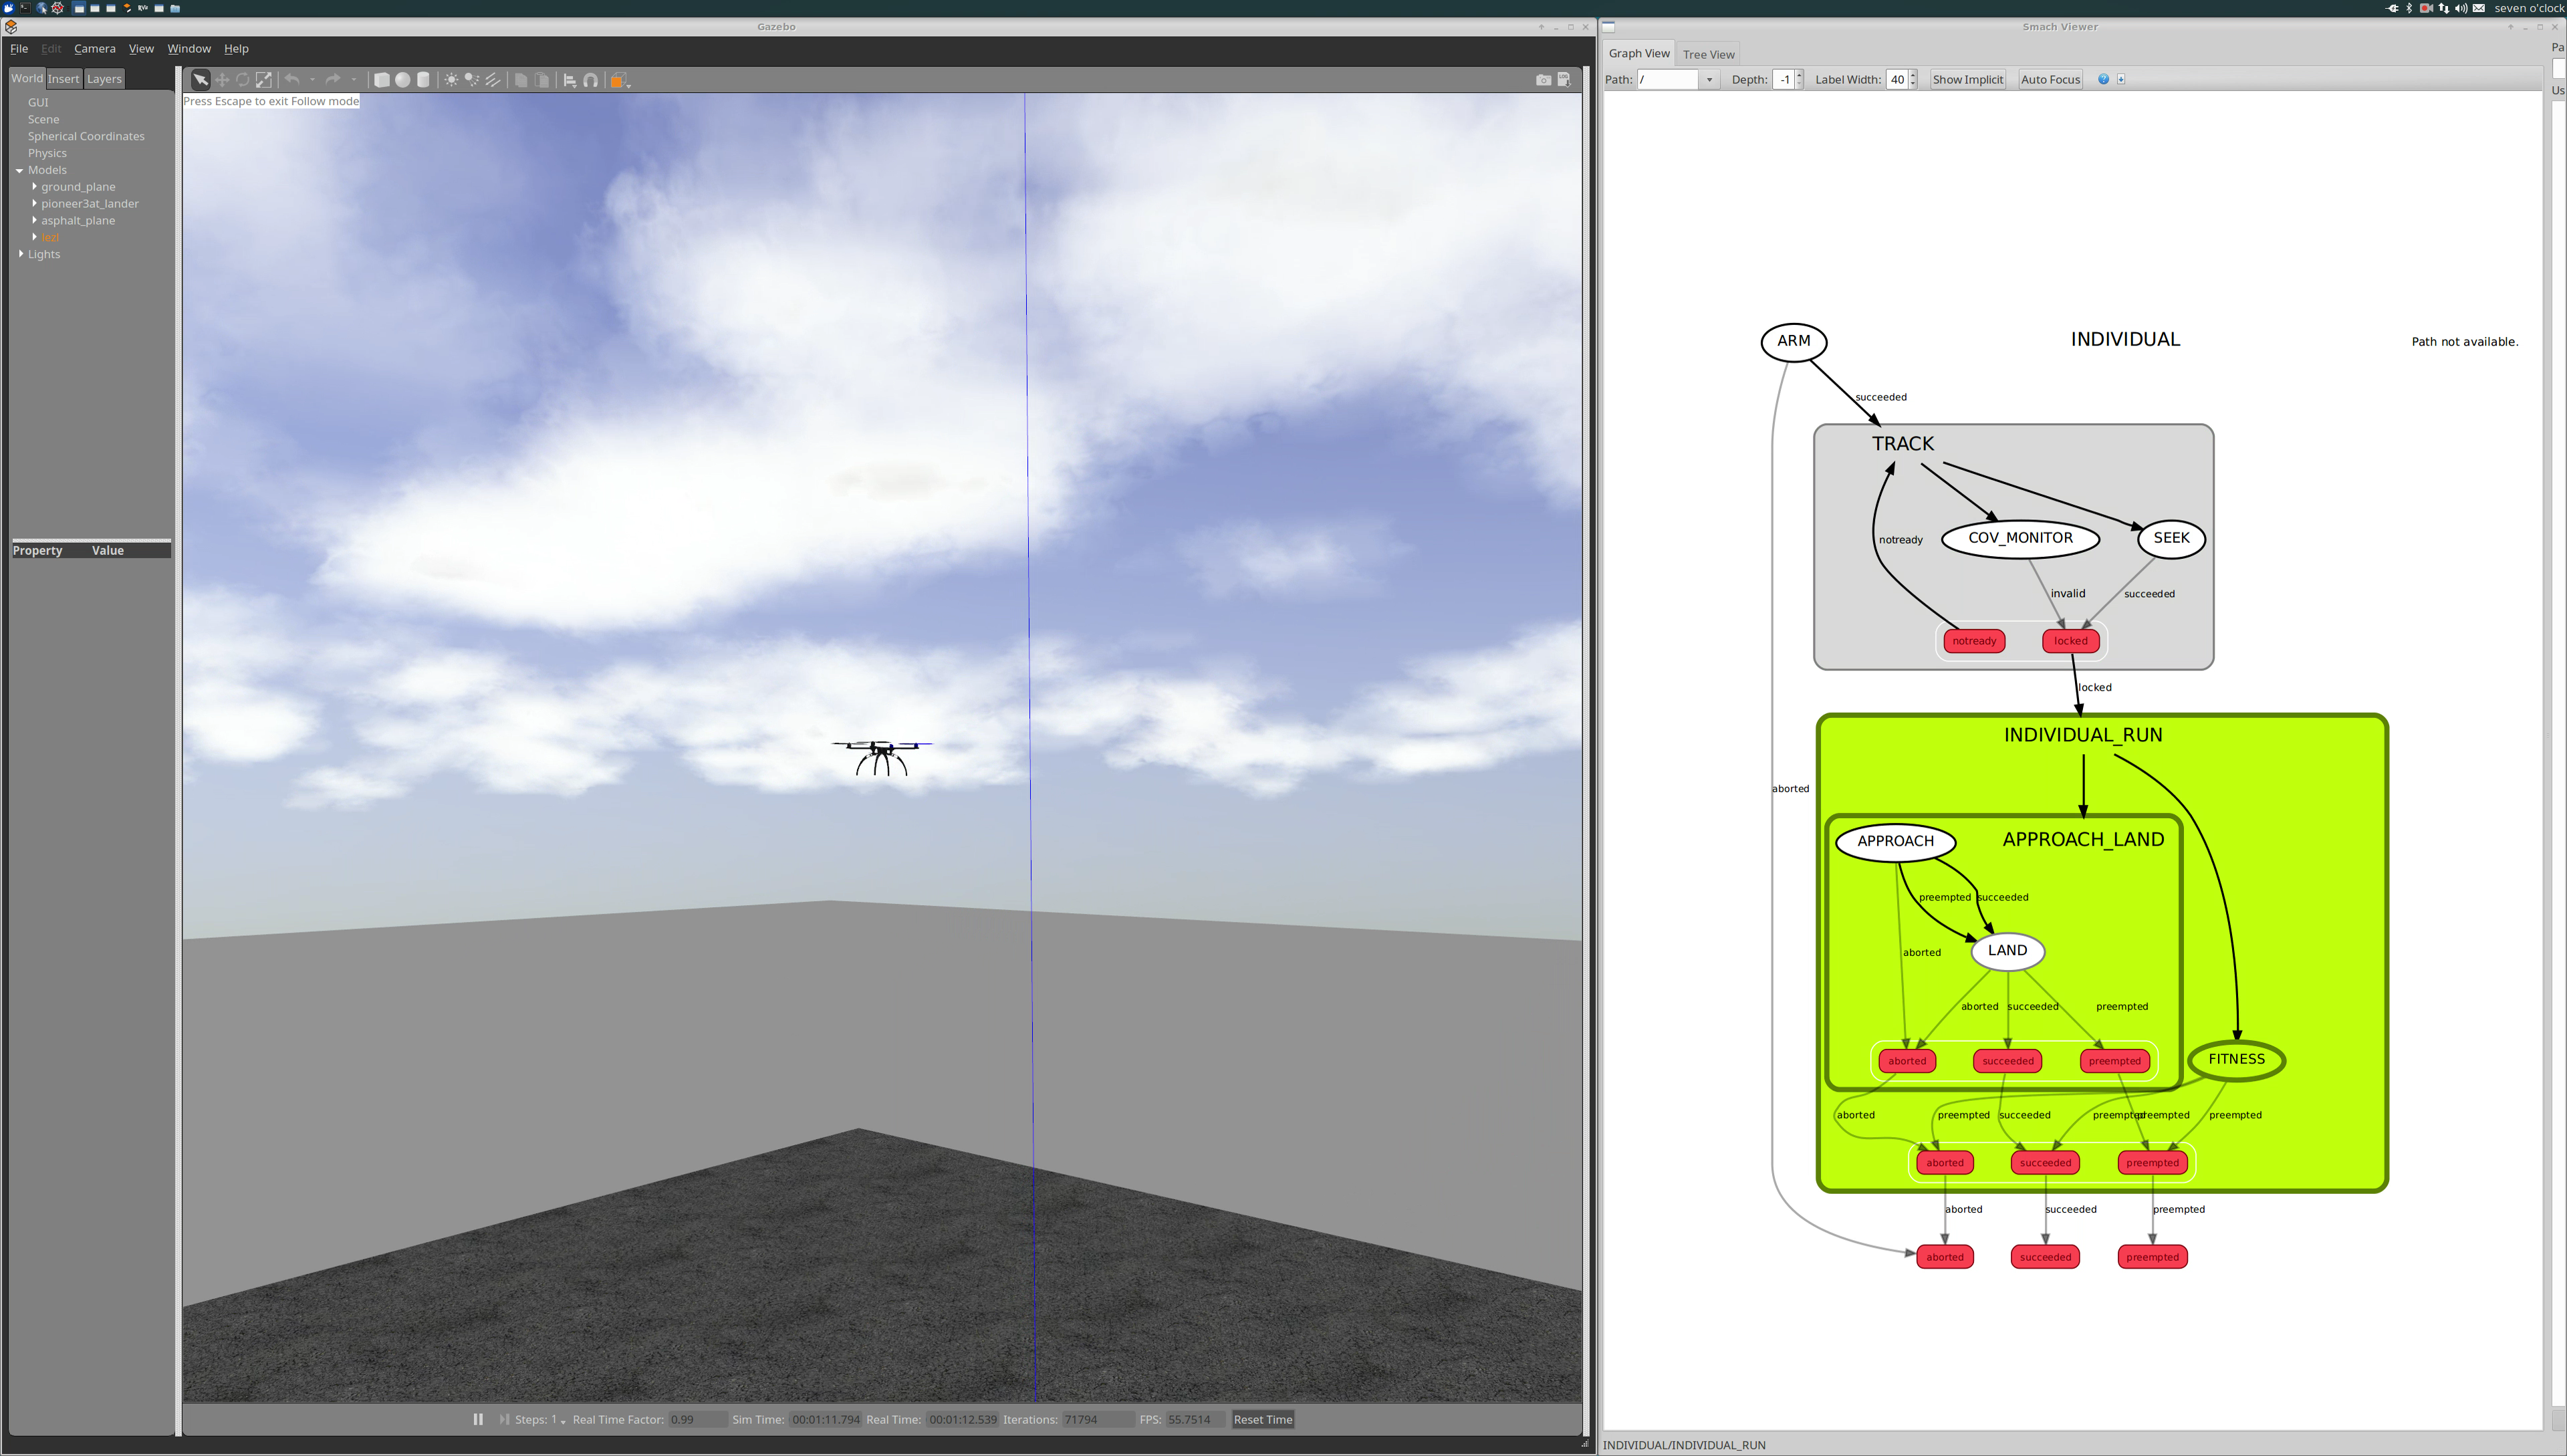 seven o'clock
Gazebo
File Edit Camera View Window Help
World Insert Layers
GUI
Scene
Spherical Coordinates
Physics
Models
ground_plane
pioneer3at_lander
asphalt_plane
Lights
Property Value
Press Escape to exit Follow mode
Steps: 1 Real Time Factor: 0.99 Sim Time: 00:01:11.794 Real Time: 00:01:12.539 Iterations: 71794 FPS: 55.7514 Reset Time
Smach Viewer
Graph View Tree View
Path: / Depth: -1 Label Width: 40 Show Implicit Auto Focus
Pa
Us
ARM
INDIVIDUAL
Path not available.
succeeded
TRACK
notready
COV_MONITOR
SEEK
invalid
succeeded
notready
locked
locked
INDIVIDUAL_RUN
aborted
APPROACH
APPROACH_LAND
preempted
succeeded
aborted
LAND
aborted
succeeded
preempted
aborted
succeeded
preempted
FITNESS
aborted
preempted
succeeded
preempted
preempted
preempted
aborted
succeeded
preempted
aborted
succeeded
preempted
aborted
succeeded
preempted
INDIVIDUAL/INDIVIDUAL_RUN